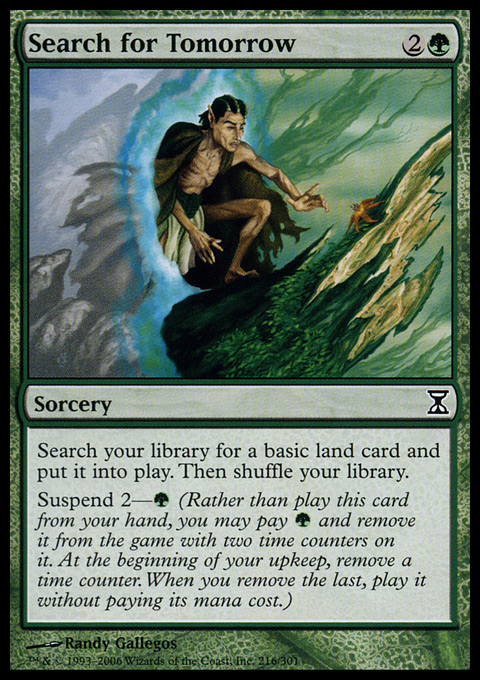 Search for Tomorrow 2
Sorcery
Search your library for a basic land card and
put it into play. Then shuffle your library.
Suspend 2— (Rather than play this card
from your hand, you may pay and remove
it from the game with two time counters on
it. At the beginning of your upkeep, remove a
time counter. When you remove the last, play it
without paying its mana cost.)
Randy Gallegos
™ & © 1993–2006 Wizards of the Coast, Inc. 216/301